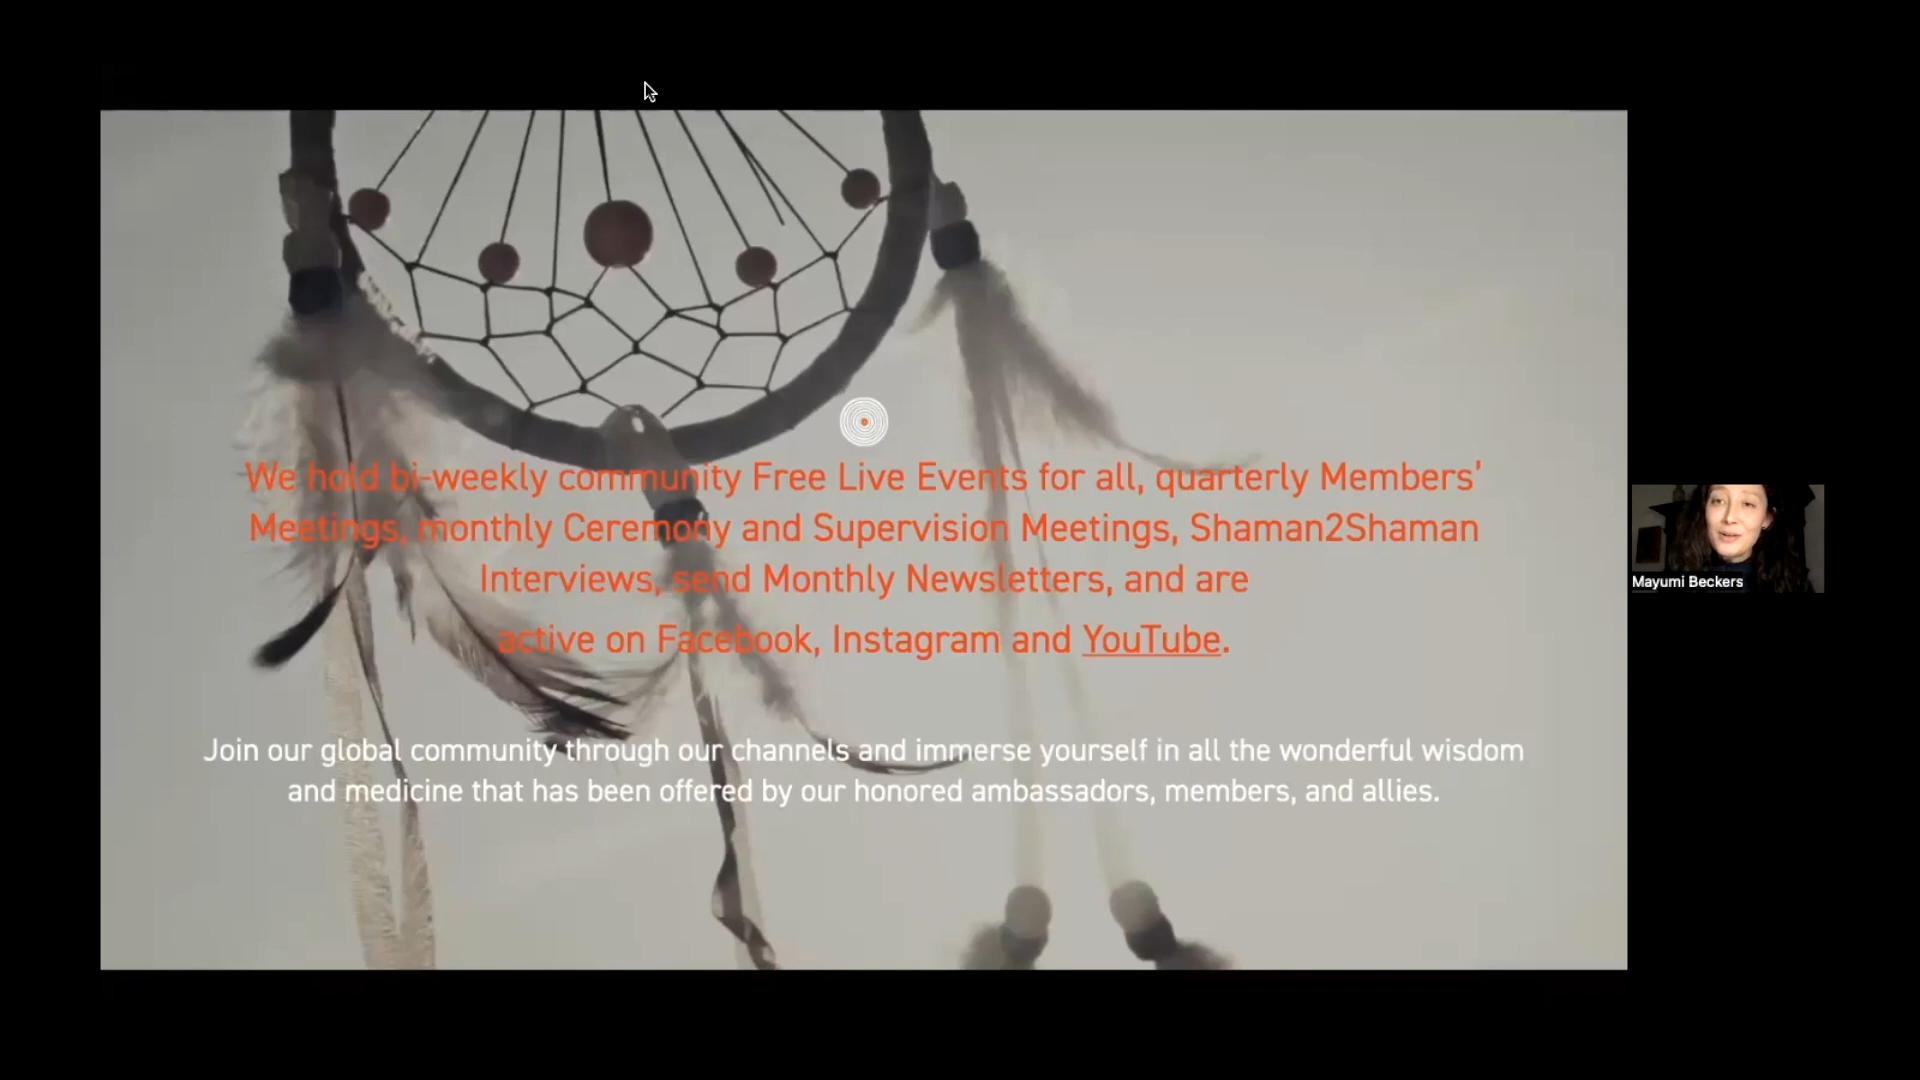 We hold bi-weekly community Free Live Events for all, quarterly Members’
Meetings, monthly Ceremony and Supervision Meetings, Shaman2Shaman
Interviews, send Monthly Newsletters, and are
active on Facebook, Instagram and YouTube.
Mayumi Beckers
Join our global community through our channels and immerse yourself in all the wonderful wisdom
and medicine that has been offered by our honored ambassadors, members, and allies.